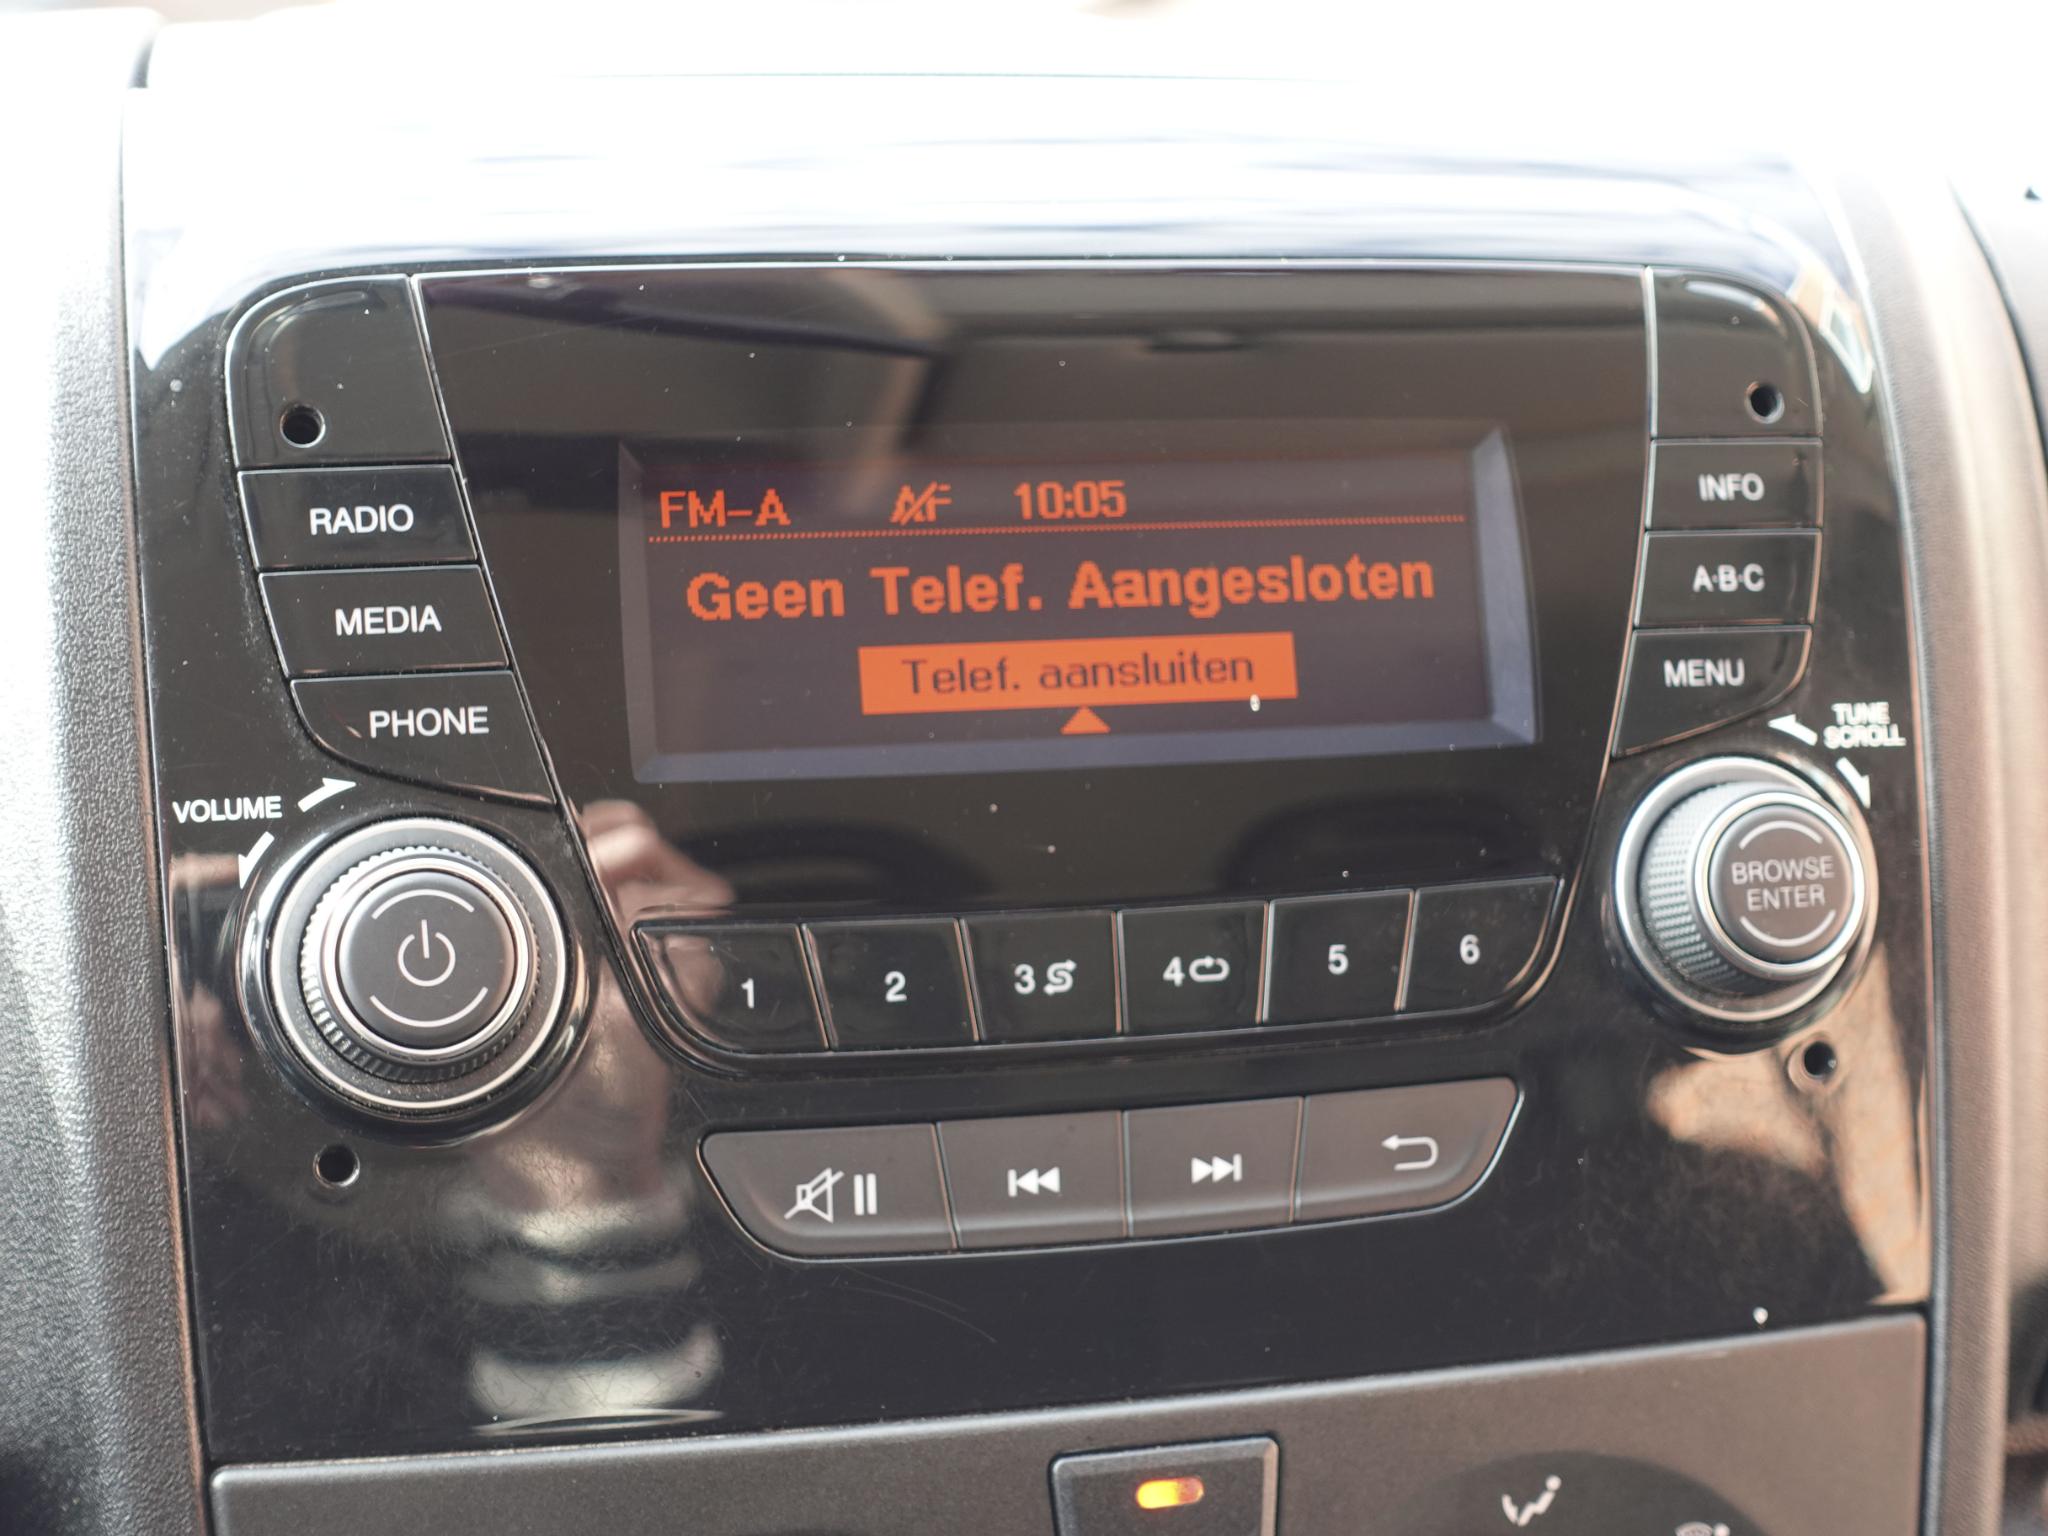 FM-A AF 10:05
Geen Telef. Aangesloten
Telef. aansluiten
RADIO
MEDIA
PHONE
VOLUME
INFO
A·B·C
MENU
TUNE
SCROLL
BROWSE
ENTER
1 2 3 4 5 6